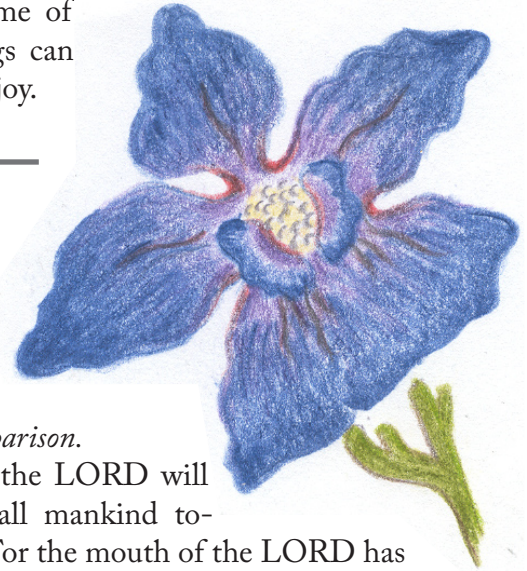 me of
gs can
joy.
parison.
the LORD will
all mankind to-
For the mouth of the LORD has